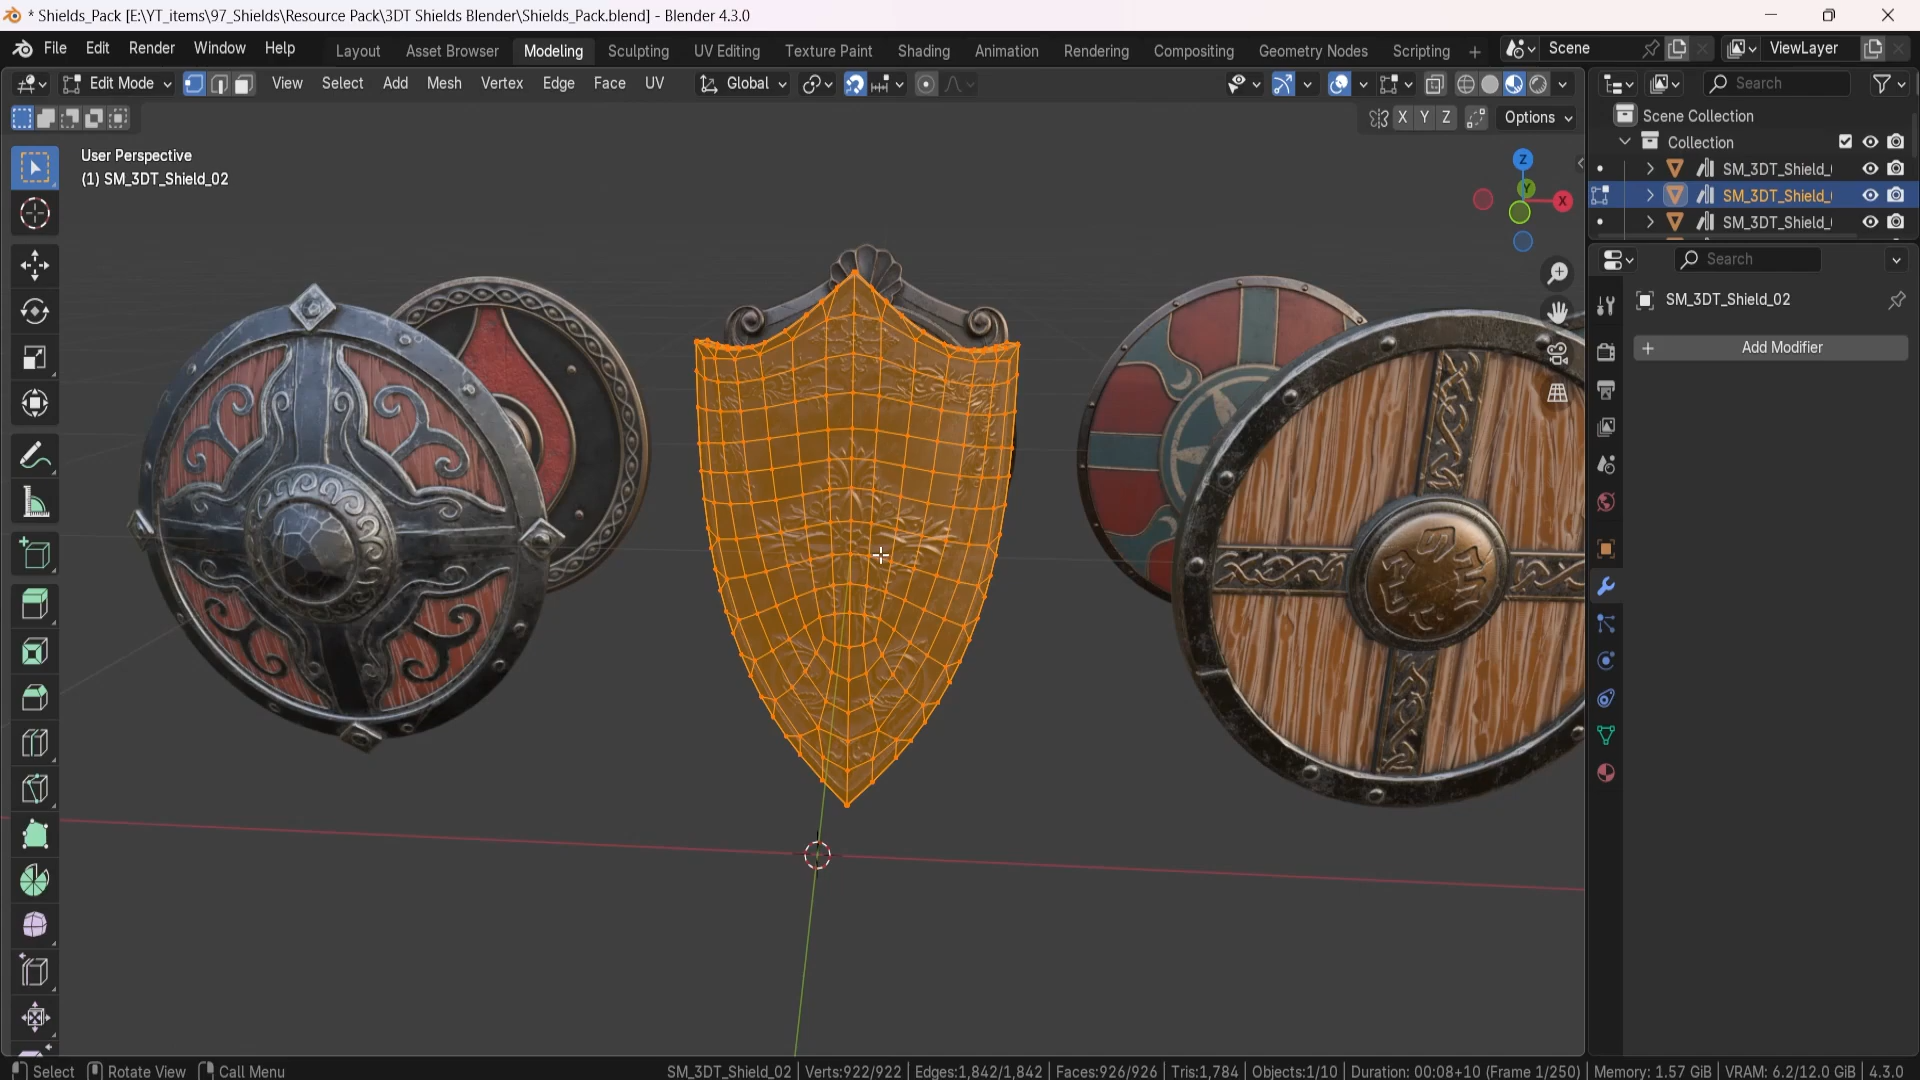 * Shields_Pack [E:\YT_items\97_Shields\Resource Pack\3DT Shields Blender\Shields_Pack.blend] - Blender 4.3.0
File Edit Render Window Help Layout Asset Browser Modeling Sculpting UV Editing Texture Paint Shading Animation Rendering Compositing Geometry Nodes Scripting + Scene ViewLayer
Edit Mode View Select Add Mesh Vertex Edge Face UV Global Search
X Y Z Options
Scene Collection
Collection
SM_3DT_Shield_
SM_3DT_Shield_
SM_3DT_Shield_
User Perspective
(1) SM_3DT_Shield_02
Z
Y
X
Search
SM_3DT_Shield_02
+ Add Modifier
Select Rotate View Call Menu SM_3DT_Shield_02 | Verts:922/922 | Edges:1,842/1,842 | Faces:926/926 | Tris:1,784 | Objects:1/10 | Duration: 00:08+10 (Frame 1/250) | Memory: 1.57 GiB | VRAM: 6.2/12.0 GiB | 4.3.0